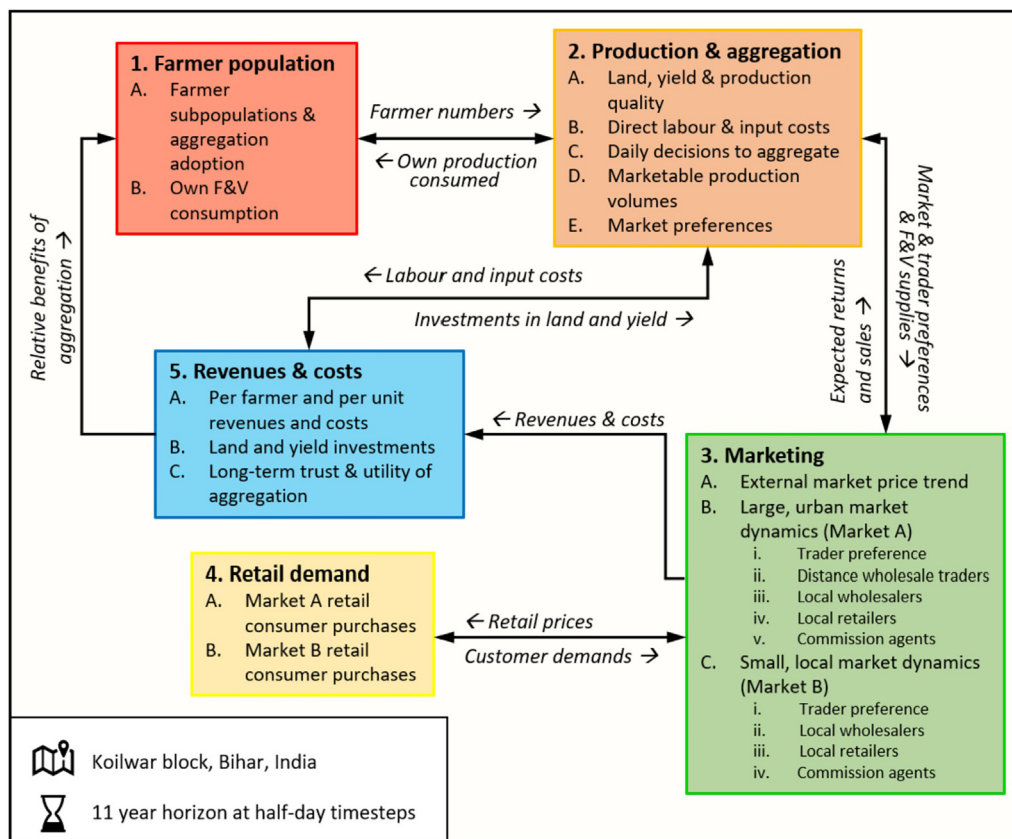 1. Farmer population
A. Farmer
subpopulations &
aggregation
adoption
B. Own F&V
consumption
Farmer numbers →
← Own production
consumed
2. Production & aggregation
A. Land, yield & production
quality
B. Direct labour & input costs
C. Daily decisions to aggregate
D. Marketable production
volumes
E. Market preferences
Relative benefits of
aggregation →
← Labour and input costs
Investments in land and yield →
Expected returns
and sales →
Market & trader preferences
& F&V supplies →
5. Revenues & costs
A. Per farmer and per unit
revenues and costs
B. Land and yield investments
C. Long-term trust & utility of
aggregation
← Revenues & costs
3. Marketing
A. External market price trend
B. Large, urban market
dynamics (Market A)
i. Trader preference
ii. Distance wholesale traders
iii. Local wholesalers
iv. Local retailers
v. Commission agents
C. Small, local market dynamics
(Market B)
i. Trader preference
ii. Local wholesalers
iii. Local retailers
iv. Commission agents
4. Retail demand
A. Market A retail
consumer purchases
B. Market B retail
consumer purchases
← Retail prices
Customer demands →
Koilwar block, Bihar, India
11 year horizon at half-day timesteps